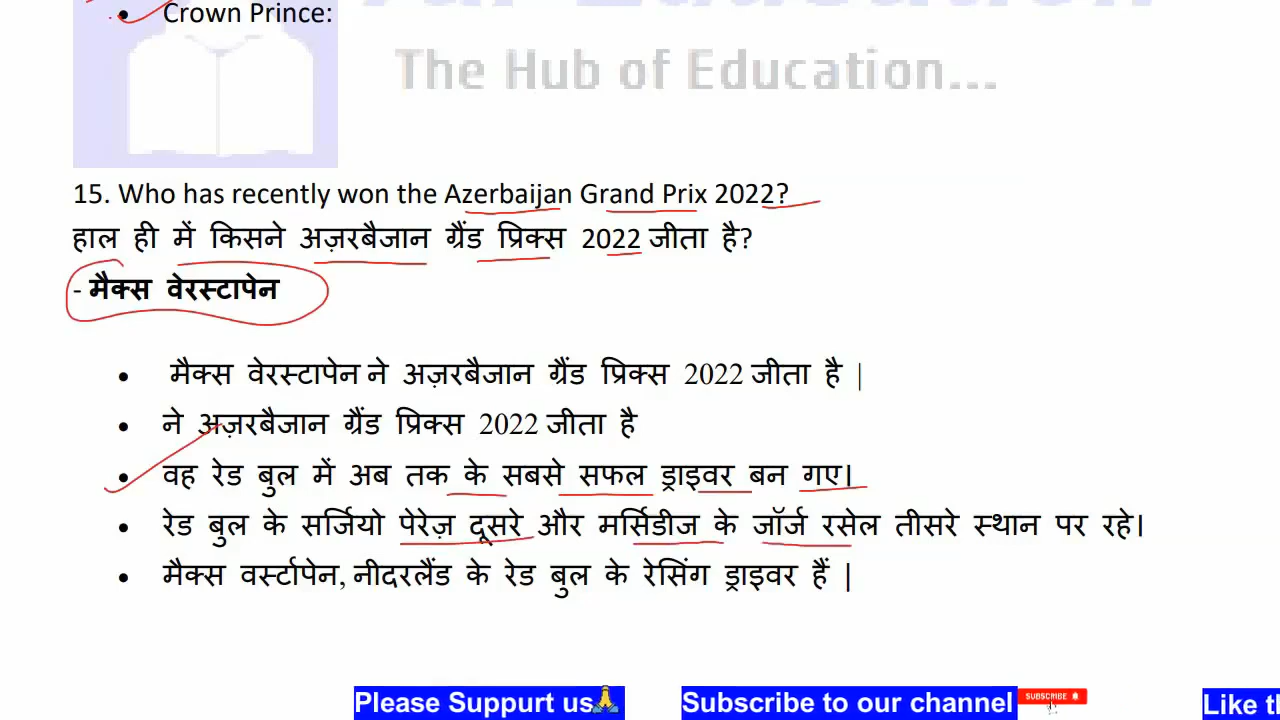 • Crown Prince:
The Hub of Education...
15. Who has recently won the Azerbaijan Grand Prix 2022?
हाल ही में किसने अज़रबैजान ग्रैंड प्रिक्स 2022 जीता है?
- मैक्स वेरस्टापेन
• मैक्स वेरस्टापेन ने अज़रबैजान ग्रैंड प्रिक्स 2022 जीता है |
• ने अज़रबैजान ग्रैंड प्रिक्स 2022 जीता है
• वह रेड बुल में अब तक के सबसे सफल ड्राइवर बन गए।
• रेड बुल के सर्जियो पेरेज़ दूसरे और मर्सिडीज के जॉर्ज रसेल तीसरे स्थान पर रहे।
• मैक्स वर्स्टापेन, नीदरलैंड के रेड बुल के रेसिंग ड्राइवर हैं |
Please Suppurt us🙏 Subscribe to our channel SUBSCRIBE Like t